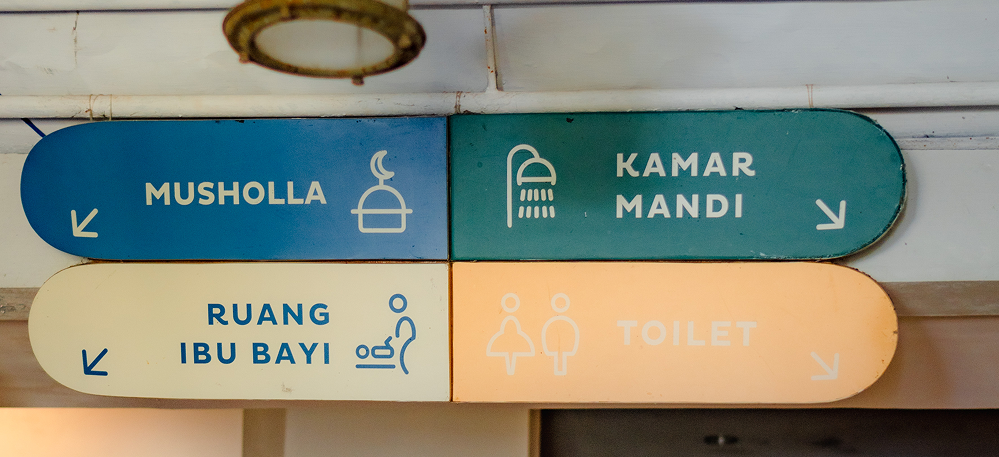 MUSHOLLA
KAMAR
MANDI
RUANG
IBU BAYI
TOILET